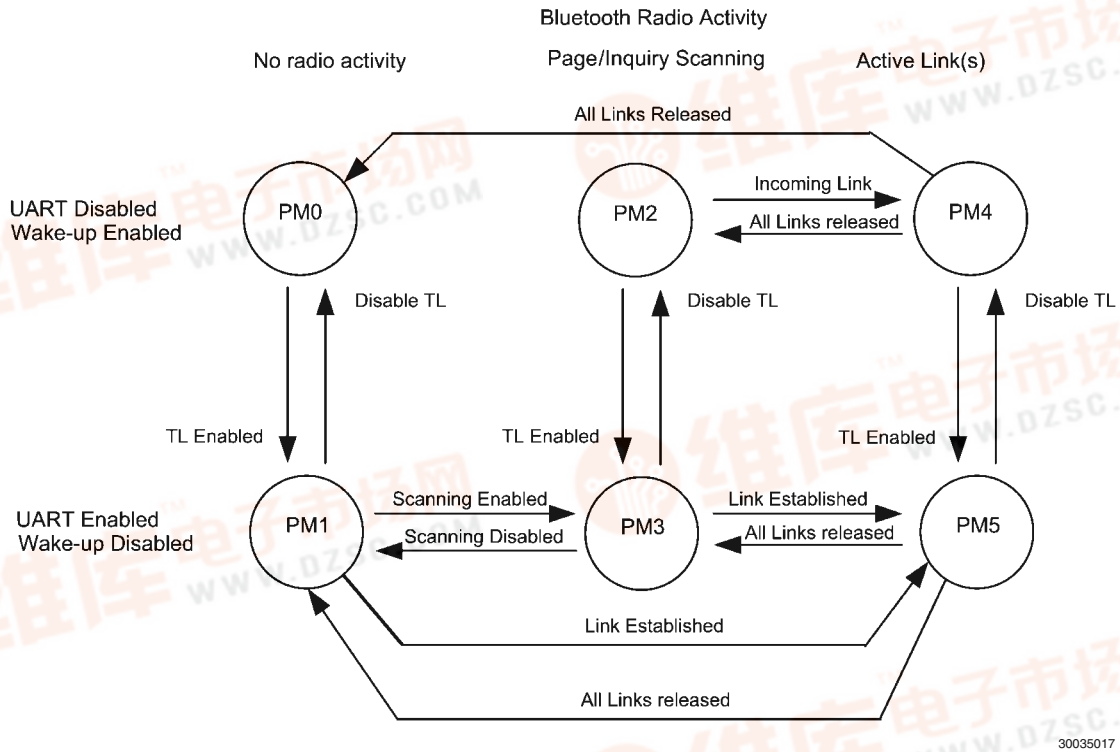 Bluetooth Radio Activity
No radio activity
Page/Inquiry Scanning
Active Link(s)
All Links Released
UART Disabled
Wake-up Enabled
PM0
PM2
Incoming Link
All Links released
PM4
Disable TL
Disable TL
Disable TL
TL Enabled
TL Enabled
TL Enabled
UART Enabled
Wake-up Disabled
PM1
Scanning Enabled
Scanning Disabled
PM3
Link Established
All Links released
PM5
Link Established
All Links released
30035017
维库电子市场网
WWW.DZSC.COM
TM